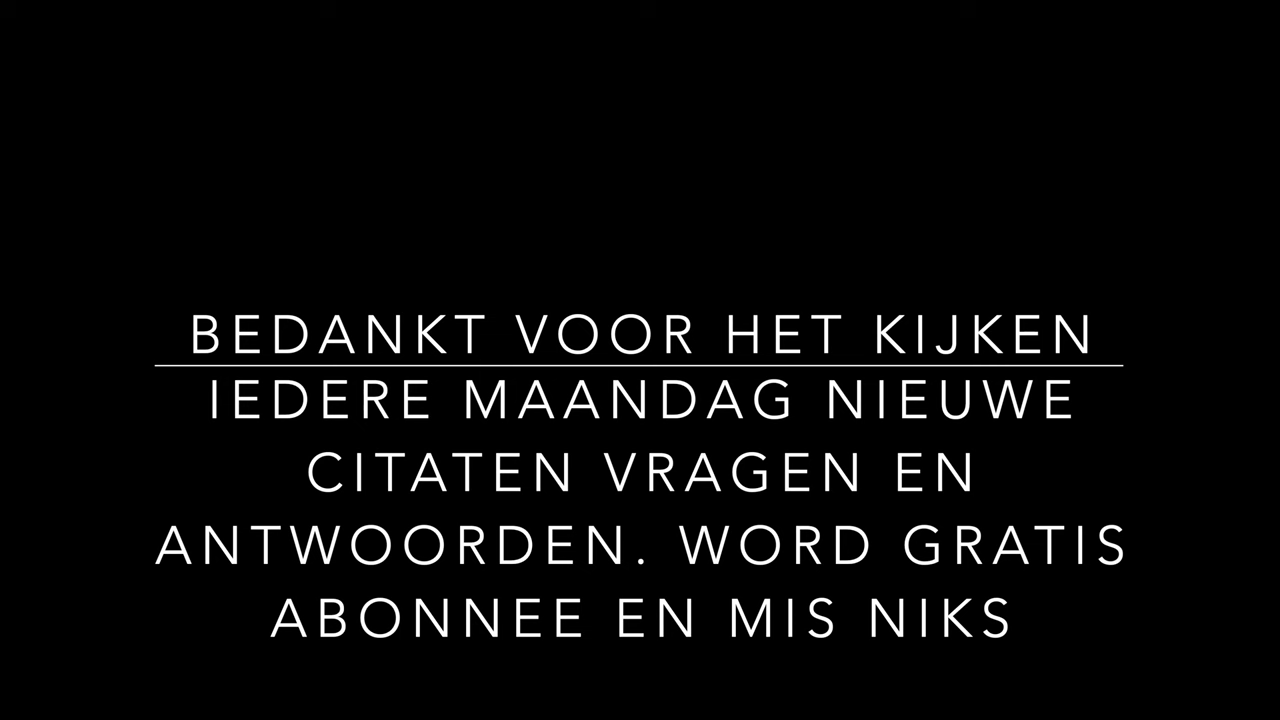 BEDANKT VOOR HET KIJKEN
IEDERE MAANDAG NIEUWE
CITATEN VRAGEN EN
ANTWOORDEN. WORD GRATIS
ABONNEE EN MIS NIKS